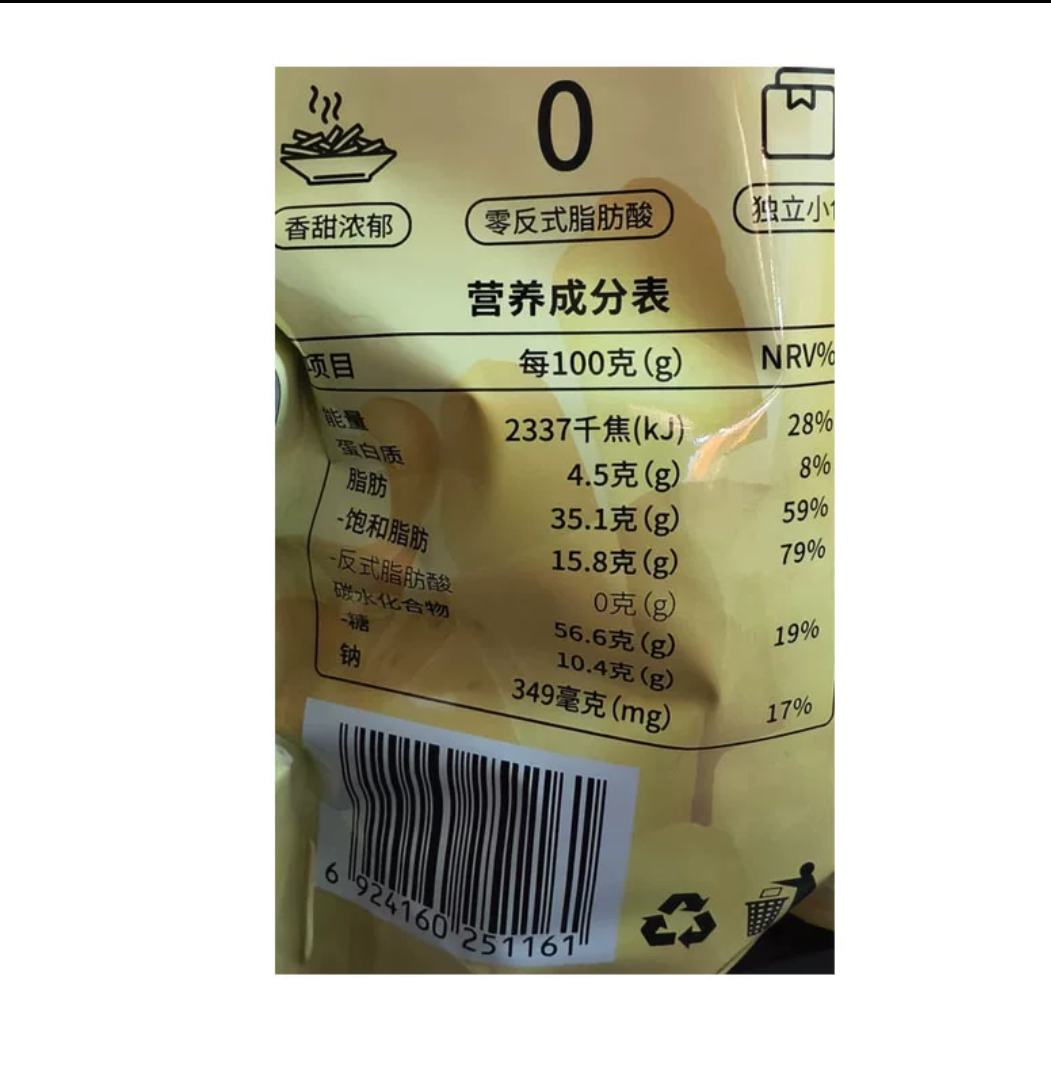 0
香甜浓郁 零反式脂肪酸 独立小
营养成分表
项目 每100克(g) NRV%
能量 2337千焦(kJ) 28%
蛋白质 4.5克(g) 8%
脂肪 35.1克(g) 59%
-饱和脂肪 15.8克(g) 79%
-反式脂肪酸 0克(g)
碳水化合物 56.6克(g) 19%
-糖 10.4克(g)
钠 349毫克(mg) 17%
6 924160 251161